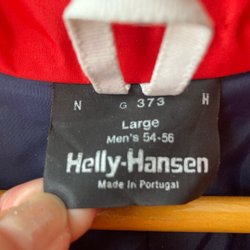 N G 373 H
Large
Men's 54-56
Helly-Hansen
Made in Portugal